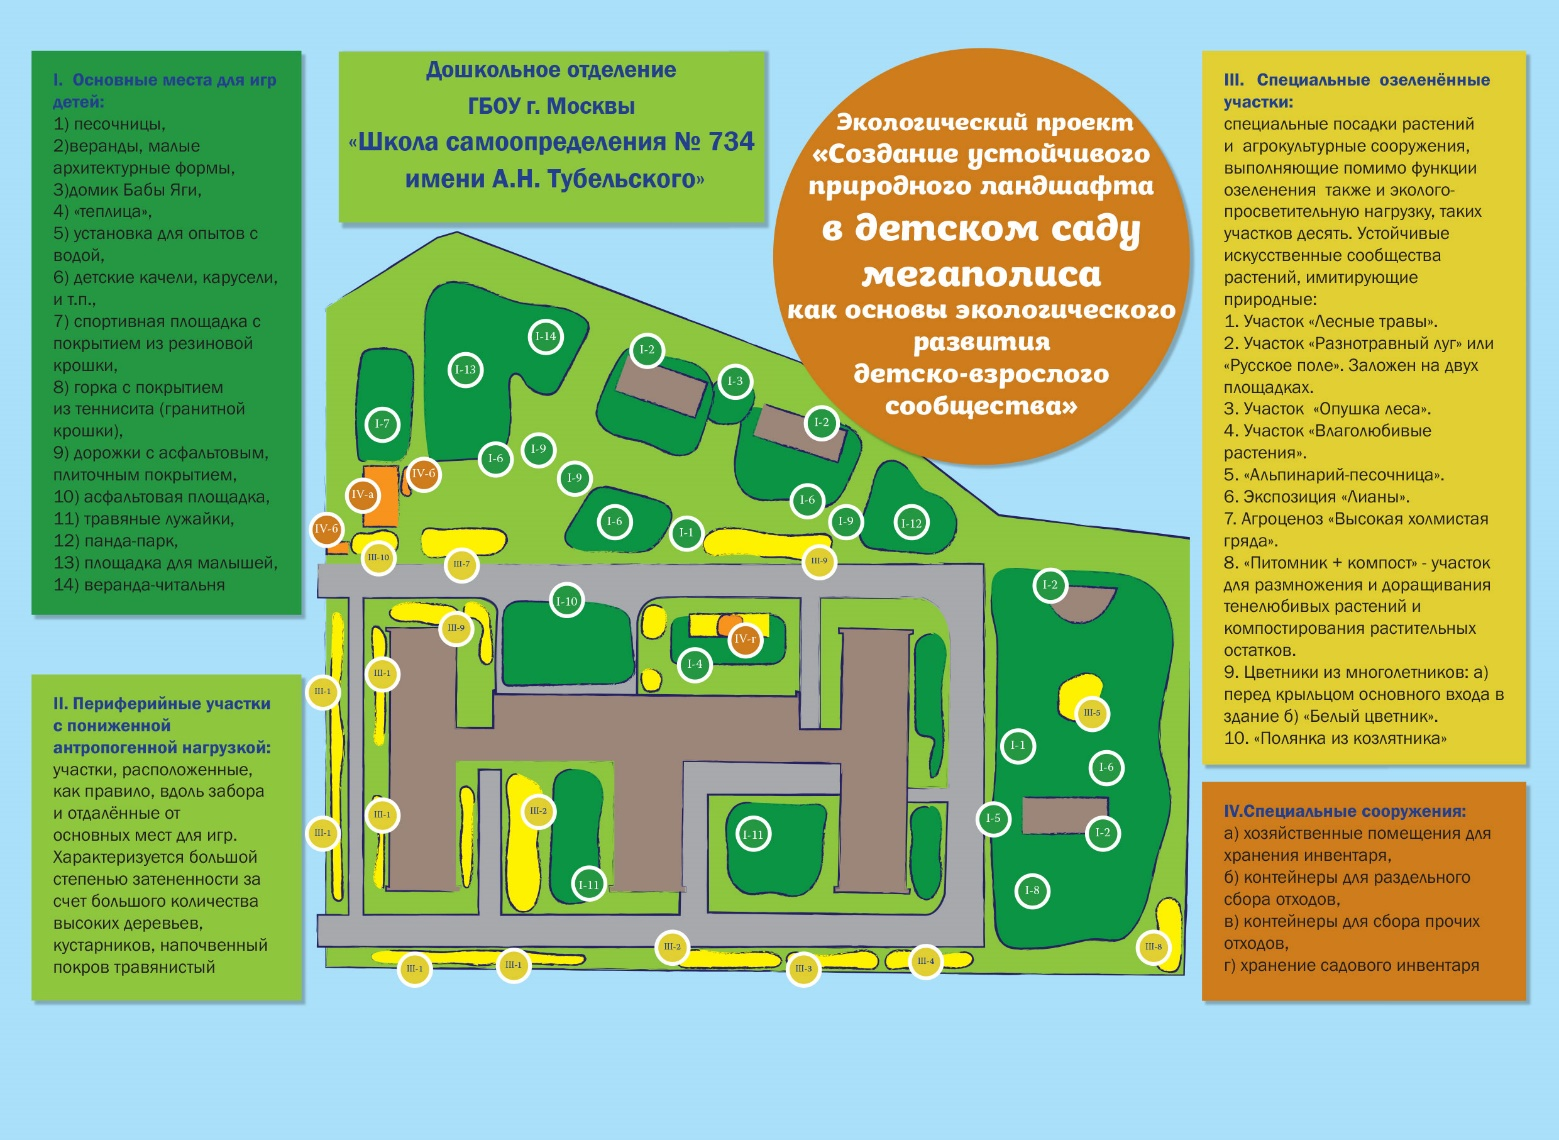 I. Основные места для игр
детей:
1) песочницы,
2)веранды, малые
архитектурные формы,
3)домик Бабы Яги,
4) «теплица»,
5) установка для опытов с
водой,
6) детские качели, карусели,
и т.п.,
7) спортивная площадка с
покрытием из резиновой
крошки,
8) горка с покрытием
из теннисита (гранитной
крошки),
9) дорожки с асфальтовым,
плиточным покрытием,
10) асфальтовая площадка,
11) травяные лужайки,
12) панда-парк,
13) площадка для малышей,
14) веранда-читальня
II. Периферийные участки
с пониженной
антропогенной нагрузкой:
участки, расположенные,
как правило, вдоль забора
и отдалённые от
основных мест для игр.
Характеризуется большой
степенью затененности за
счет большого количества
высоких деревьев,
кустарников, напочвенный
покров травянистый
Дошкольное отделение
ГБОУ г. Москвы
«Школа самоопределения № 734
имени А.Н. Тубельского»
Экологический проект
«Создание устойчивого
природного ландшафта
в детском саду
мегаполиса
как основы экологического
развития
детско-взрослого
сообщества»
I-14
I-2
I-13
I-3
I-7
I-2
I-6
I-9
IV-б
I-9
IV-а
I-6
IV-б
I-6
I-9
I-12
I-1
III-10
III-7
III-9
I-2
I-10
III-9
IV-г
I-4
III-1
III-1
III-5
I-1
I-6
III-1
III-1
III-2
I-11
I-5
I-2
I-11
I-8
III-1
III-1
III-2
III-3
III-4
III-8
III. Специальные озеленённые
участки:
специальные посадки растений
и агрокультурные сооружения,
выполняющие помимо функции
озеленения также и эколого-
просветительную нагрузку, таких
участков десять. Устойчивые
искусственные сообщества
растений, имитирующие
природные:
1. Участок «Лесные травы».
2. Участок «Разнотравный луг» или
«Русское поле». Заложен на двух
площадках.
3. Участок «Опушка леса».
4. Участок «Влаголюбивые
растения».
5. «Альпинарий-песочница».
6. Экспозиция «Лианы».
7. Агроценоз «Высокая холмистая
гряда».
8. «Питомник + компост» - участок
для размножения и доращивания
тенелюбивых растений и
компостирования растительных
остатков.
9. Цветники из многолетников: а)
перед крыльцом основного входа в
здание б) «Белый цветник».
10. «Полянка из козлятника»
IV.Специальные сооружения:
а) хозяйственные помещения для
хранения инвентаря,
б) контейнеры для раздельного
сбора отходов,
в) контейнеры для сбора прочих
отходов,
г) хранение садового инвентаря